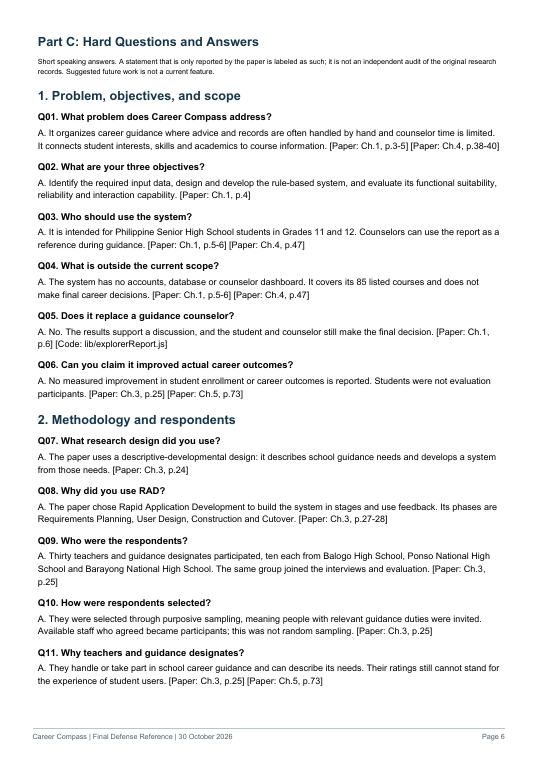 Part C: Hard Questions and Answers
Short speaking answers. A statement that is only reported by the paper is labeled as such; it is not an independent audit of the original research
records. Suggested future work is not a current feature.
1. Problem, objectives, and scope
Q01. What problem does Career Compass address?
A. It organizes career guidance where advice and records are often handled by hand and counselor time is limited.
It connects student interests, skills and academics to course information. [Paper: Ch.1, p.3-5] [Paper: Ch.4, p.38-40]
Q02. What are your three objectives?
A. Identify the required input data, design and develop the rule-based system, and evaluate its functional suitability,
reliability and interaction capability. [Paper: Ch.1, p.4]
Q03. Who should use the system?
A. It is intended for Philippine Senior High School students in Grades 11 and 12. Counselors can use the report as a
reference during guidance. [Paper: Ch.1, p.5-6] [Paper: Ch.4, p.47]
Q04. What is outside the current scope?
A. The system has no accounts, database or counselor dashboard. It covers its 85 listed courses and does not
make final career decisions. [Paper: Ch.1, p.5-6] [Paper: Ch.4, p.47]
Q05. Does it replace a guidance counselor?
A. No. The results support a discussion, and the student and counselor still make the final decision. [Paper: Ch.1,
p.6] [Code: lib/explorerReport.js]
Q06. Can you claim it improved actual career outcomes?
A. No measured improvement in student enrollment or career outcomes is reported. Students were not evaluation
participants. [Paper: Ch.3, p.25] [Paper: Ch.5, p.73]
2. Methodology and respondents
Q07. What research design did you use?
A. The paper uses a descriptive-developmental design: it describes school guidance needs and develops a system
from those needs. [Paper: Ch.3, p.24]
Q08. Why did you use RAD?
A. The paper chose Rapid Application Development to build the system in stages and use feedback. Its phases are
Requirements Planning, User Design, Construction and Cutover. [Paper: Ch.3, p.27-28]
Q09. Who were the respondents?
A. Thirty teachers and guidance designates participated, ten each from Balogo High School, Ponso National High
School and Barayong National High School. The same group joined the interviews and evaluation. [Paper: Ch.3,
p.25]
Q10. How were respondents selected?
A. They were selected through purposive sampling, meaning people with relevant guidance duties were invited.
Available staff who agreed became participants; this was not random sampling. [Paper: Ch.3, p.25]
Q11. Why teachers and guidance designates?
A. They handle or take part in school career guidance and can describe its needs. Their ratings still cannot stand for
the experience of student users. [Paper: Ch.3, p.25] [Paper: Ch.5, p.73]
Career Compass | Final Defense Reference | 30 October 2026
Page 6